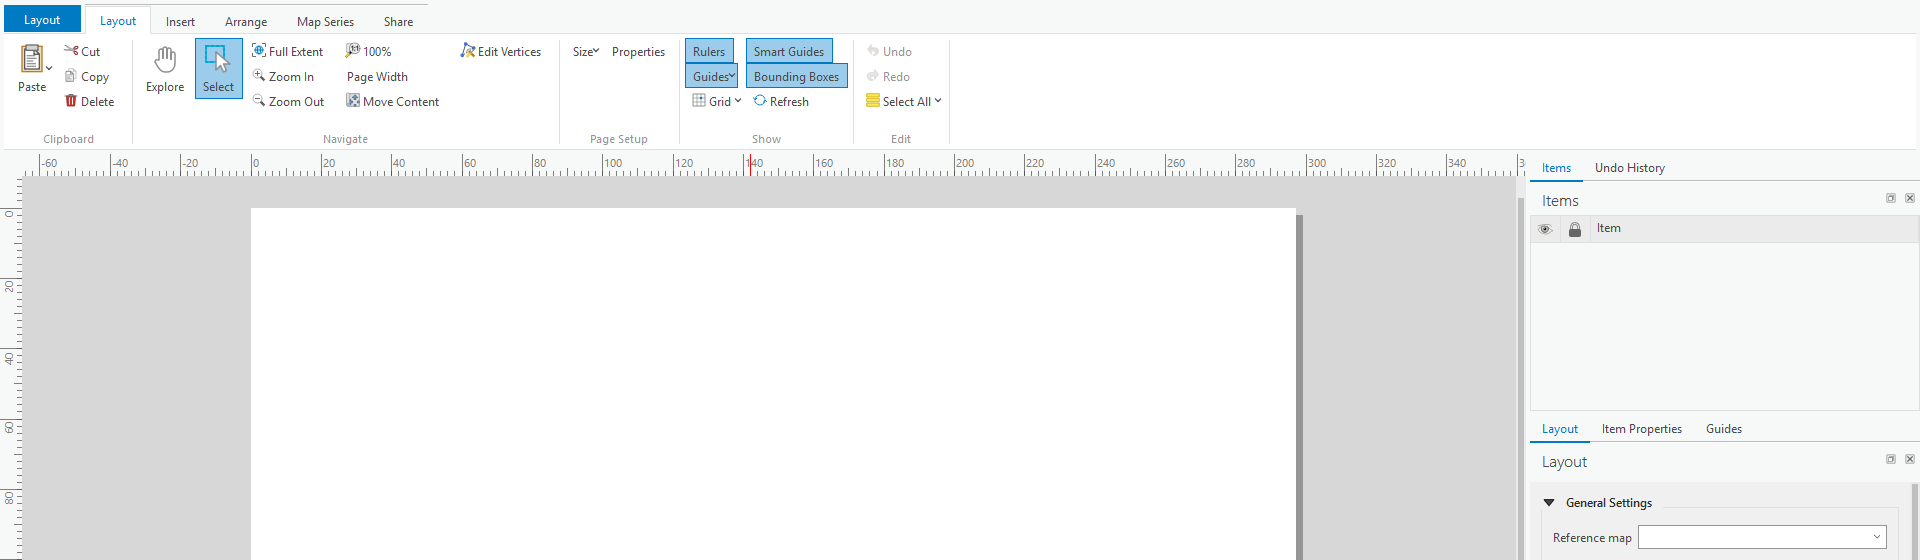 Layout Layout Insert Arrange Map Series Share
Paste
Cut
Copy
Delete
Clipboard
Explore
Select
Full Extent
Zoom In
Zoom Out
1:1 100%
Page Width
Move Content
Edit Vertices
Navigate
Size Properties
Page Setup
Rulers Smart Guides
Guides Bounding Boxes
Grid Refresh
Show
Undo
Redo
Select All
Edit
-60 -40 -20 0 20 40 60 80 100 120 140 160 180 200 220 240 260 280 300 320 340
0
20
40
60
80
Items Undo History
Items
Item
Layout Item Properties Guides
Layout
General Settings
Reference map